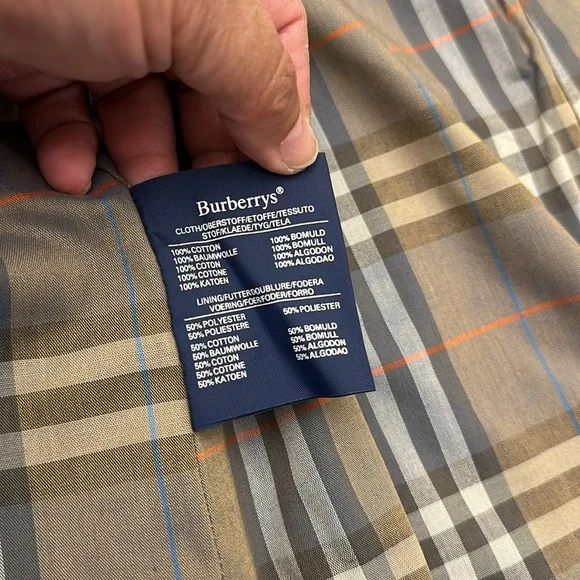 Burberrys®
CLOTH/OBERSTOFF/ETOFFE/TESSUTO
STOF/KLAEDE/TYG/TELA
100% COTTON 100% BOMULD
100% BAUMWOLLE 100% BOMULL
100% COTON 100% ALGODON
100% COTONE 100% ALGODAO
100% KATOEN
LINING/FUTTER/DOUBLURE/FODERA
VOERING/FOER/FODER/FORRO
50% POLYESTER 50% POLIESTER
50% POLIESTERE
50% COTTON 50% BOMULD
50% BAUMWOLLE 50% BOMULL
50% COTON 50% ALGODON
50% COTONE 50% ALGODAO
50% KATOEN